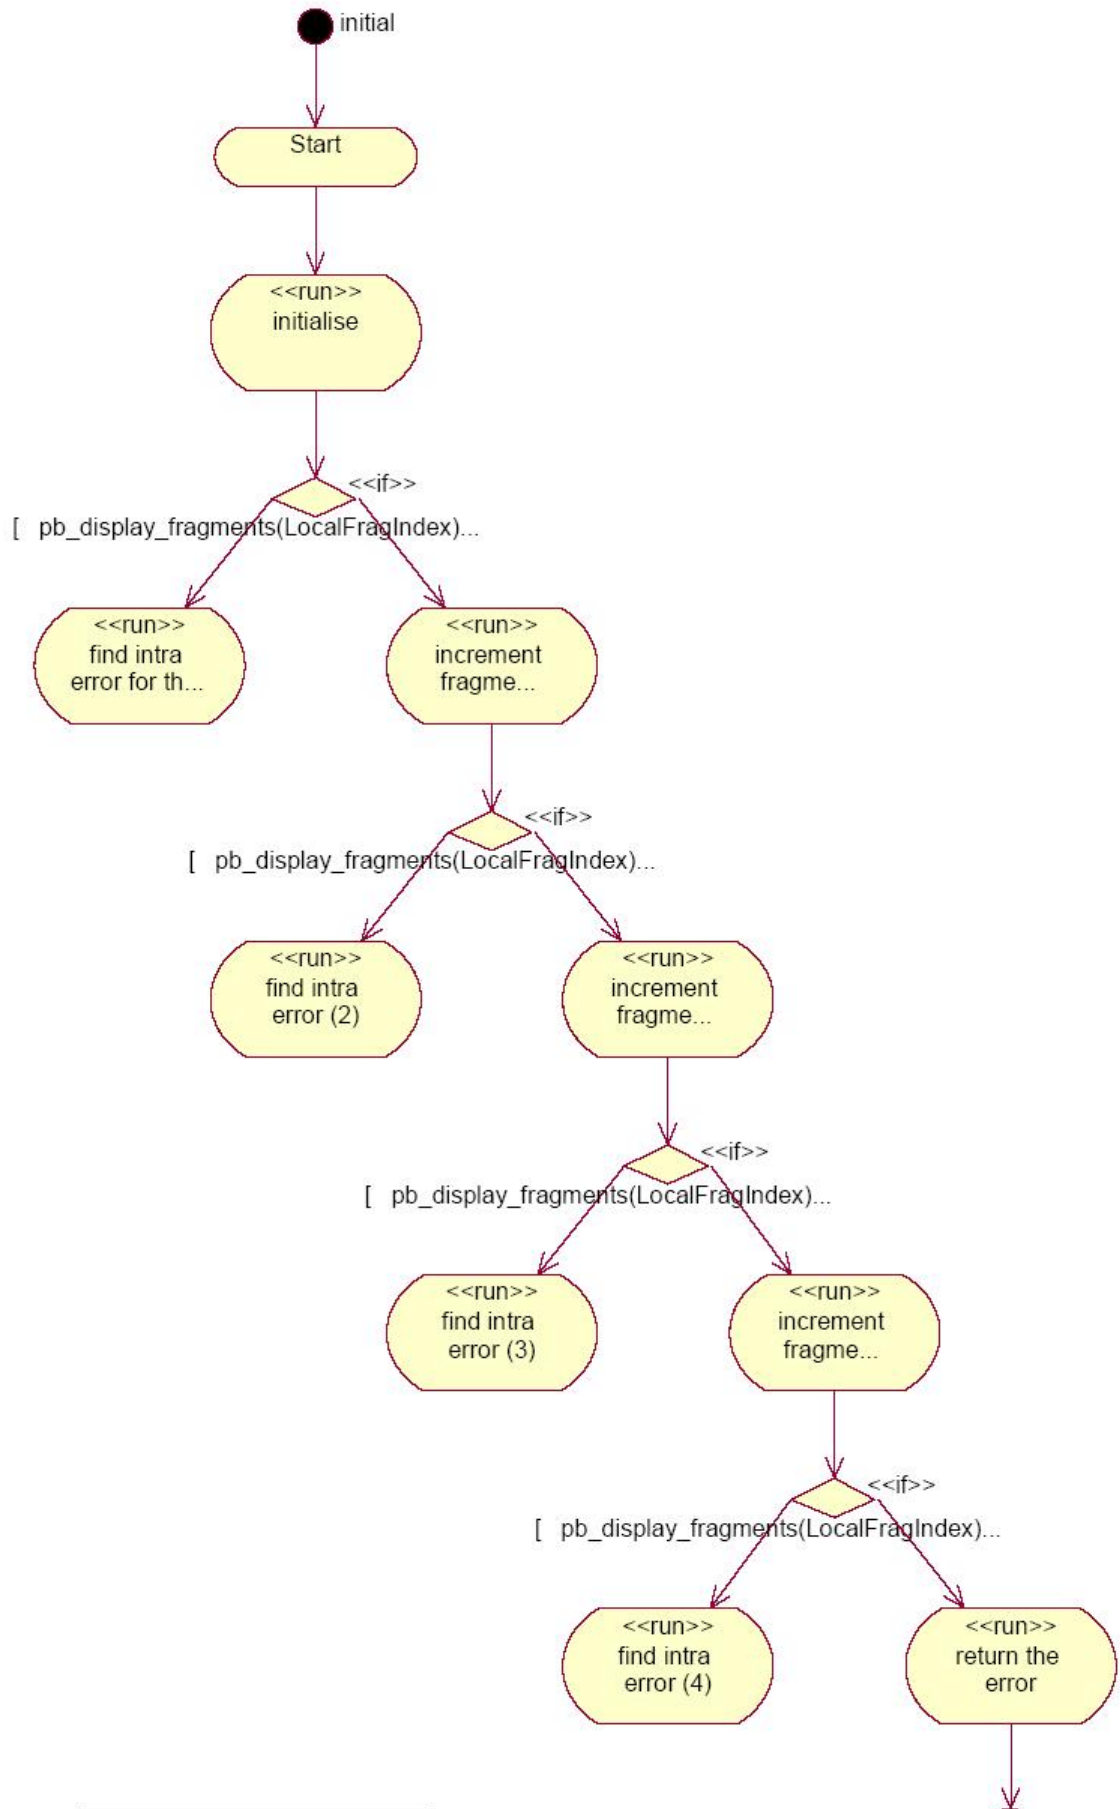 initial
Start
<<run>>
initialise
<<if>>
[ pb_display_fragments(LocalFragIndex)...
<<run>>
find intra
error for th...
<<run>>
increment
fragme...
<<if>>
[ pb_display_fragments(LocalFragIndex)...
<<run>>
find intra
error (2)
<<run>>
increment
fragme...
<<if>>
[ pb_display_fragments(LocalFragIndex)...
<<run>>
find intra
error (3)
<<run>>
increment
fragme...
<<if>>
[ pb_display_fragments(LocalFragIndex)...
<<run>>
find intra
error (4)
<<run>>
return the
error